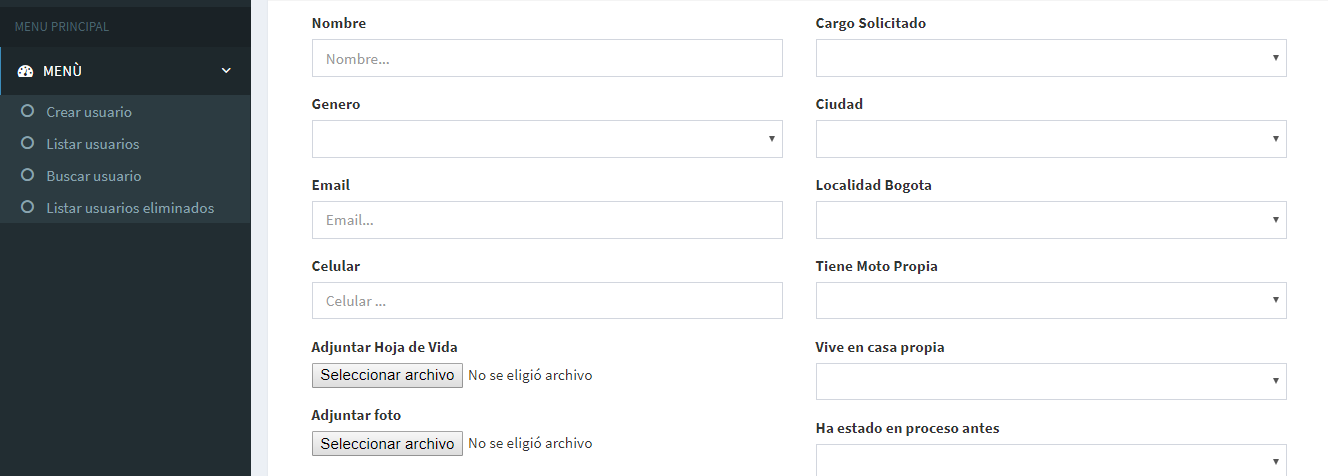 MENU PRINCIPAL
MENÙ
Crear usuario
Listar usuarios
Buscar usuario
Listar usuarios eliminados
Nombre
Nombre...
Genero
Email
Email...
Celular
Celular ...
Adjuntar Hoja de Vida
Seleccionar archivo No se eligió archivo
Adjuntar foto
Seleccionar archivo No se eligió archivo
Cargo Solicitado
Ciudad
Localidad Bogota
Tiene Moto Propia
Vive en casa propia
Ha estado en proceso antes